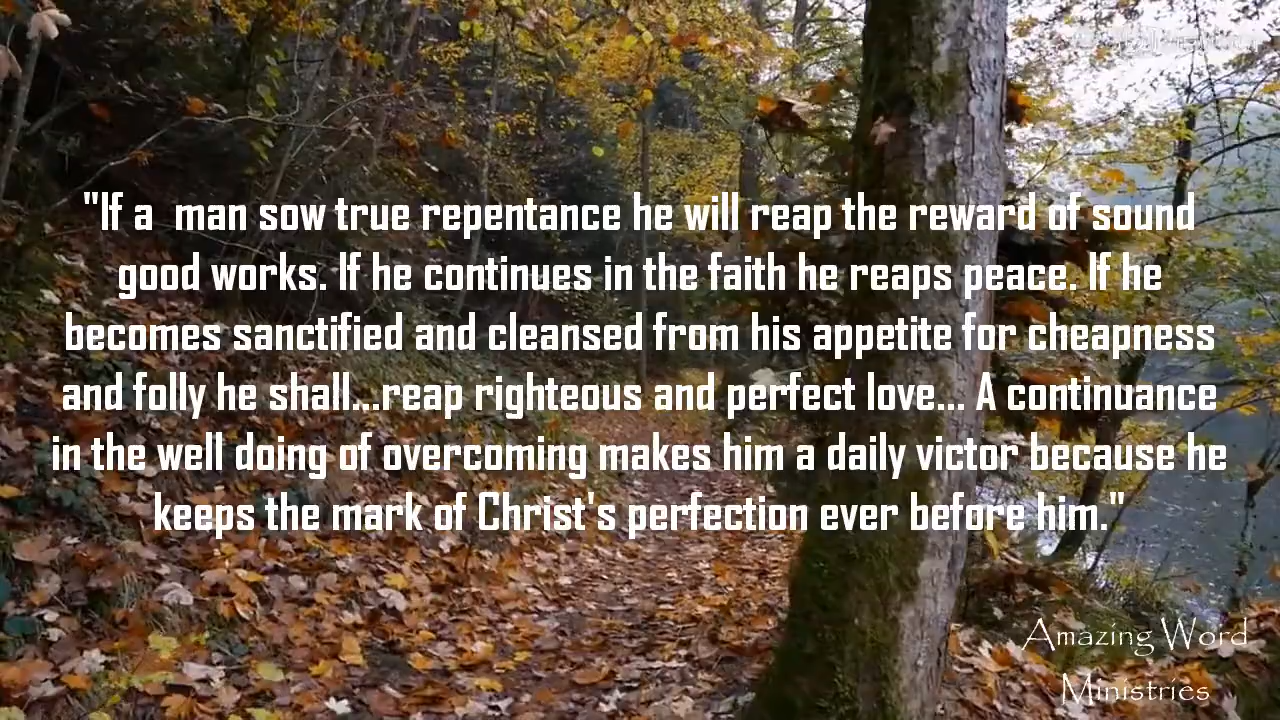 "If a man sow true repentance he will reap the reward of sound
good works. If he continues in the faith he reaps peace. If he
becomes sanctified and cleansed from his appetite for cheapness
and folly he shall...reap righteous and perfect love... A continuance
in the well doing of overcoming makes him a daily victor because he
keeps the mark of Christ's perfection ever before him."
Amazing Word
Ministries